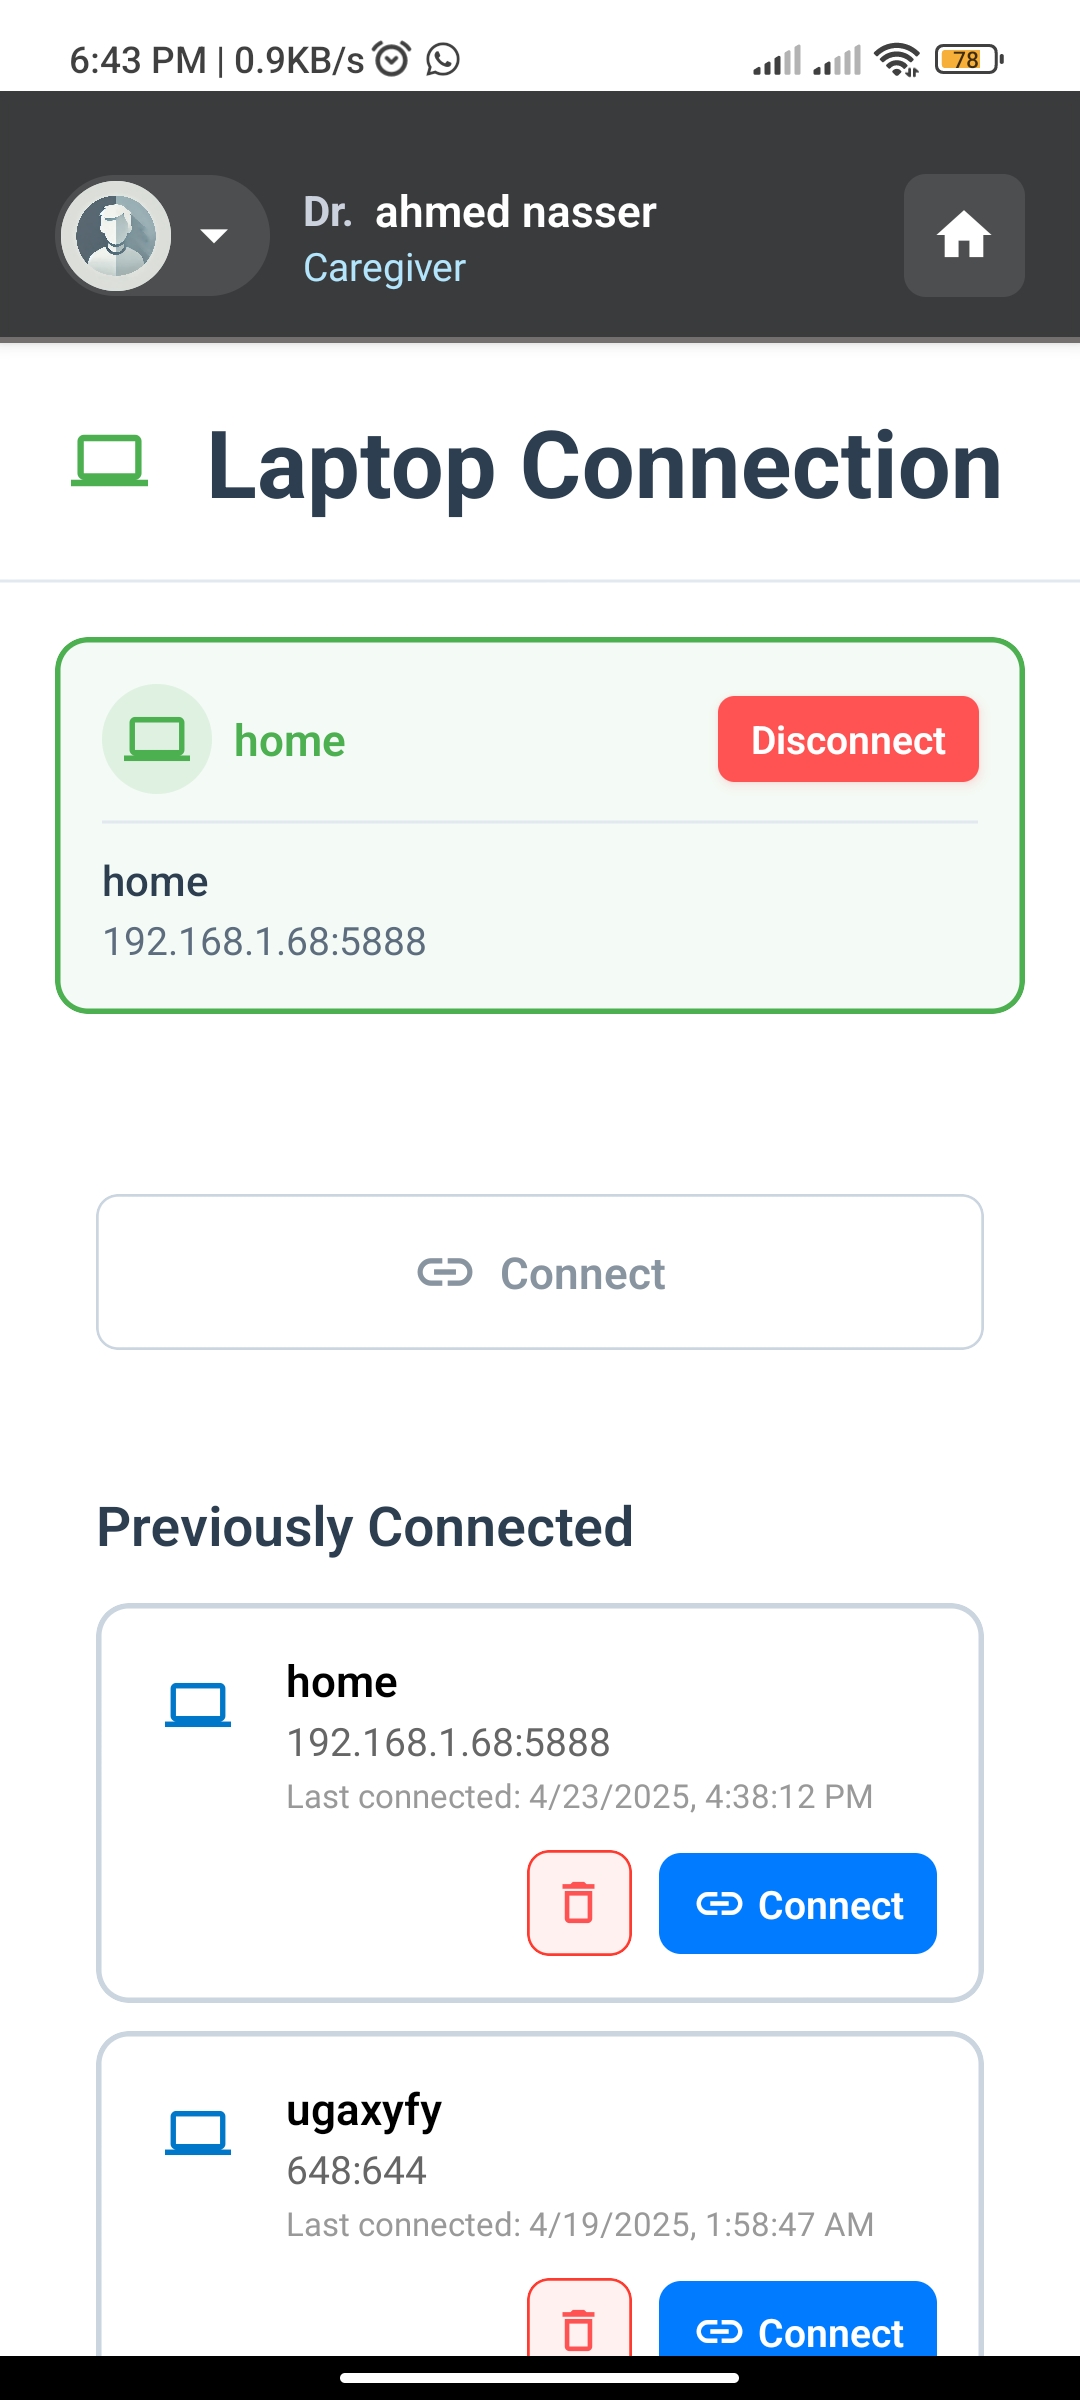 6:43 PM | 0.9KB/s
78
Dr. ahmed nasser
Caregiver
Laptop Connection
home
Disconnect
home
192.168.1.68:5888
Connect
Previously Connected
home
192.168.1.68:5888
Last connected: 4/23/2025, 4:38:12 PM
Connect
ugaxyfy
648:644
Last connected: 4/19/2025, 1:58:47 AM
Connect